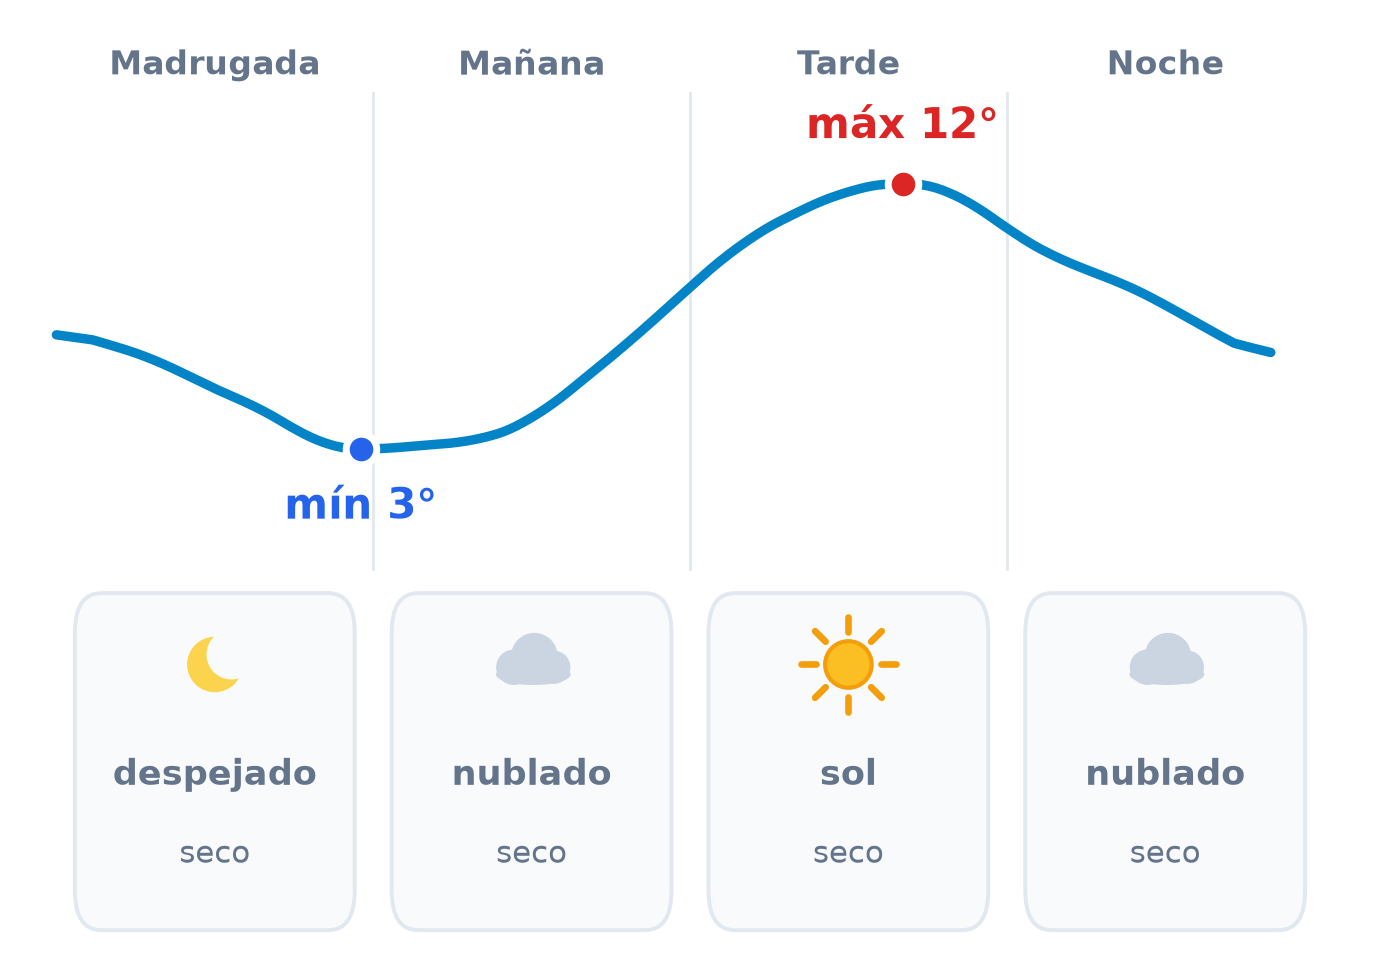 Madrugada Mañana Tarde Noche
máx 12°
mín 3°
despejado nublado sol nublado
seco seco seco seco